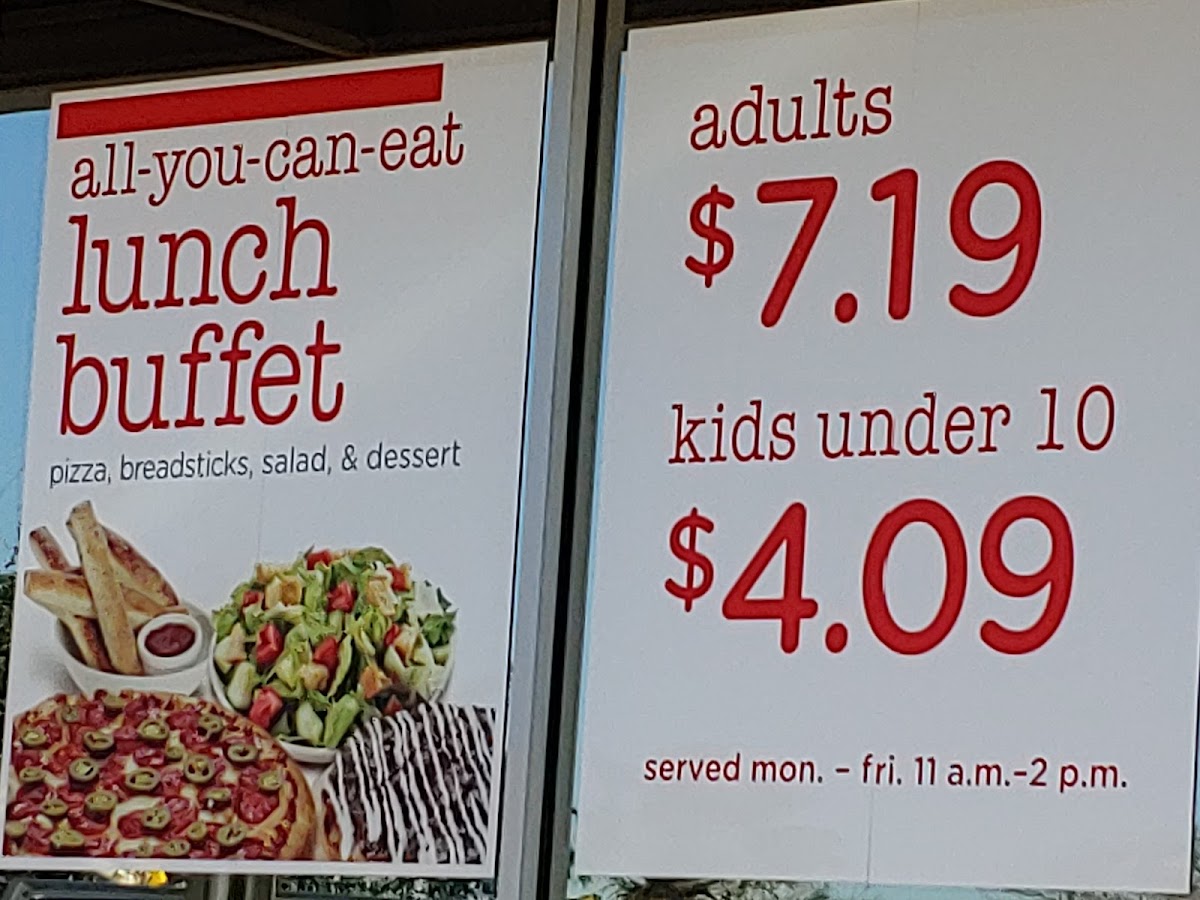 all-you-can-eat
lunch
buffet
pizza, breadsticks, salad, & dessert
adults
$7.19
kids under 10
$4.09
served mon. – fri. 11 a.m.–2 p.m.